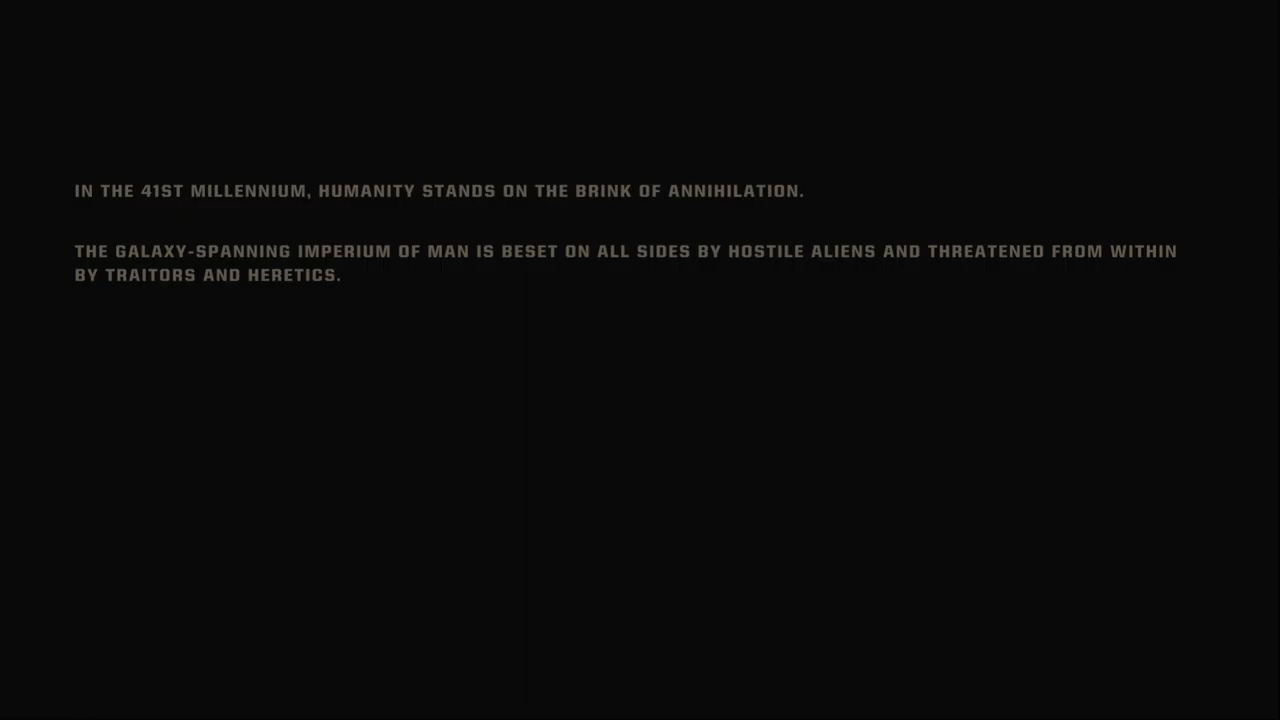 IN THE 41ST MILLENNIUM, HUMANITY STANDS ON THE BRINK OF ANNIHILATION.
THE GALAXY-SPANNING IMPERIUM OF MAN IS BESET ON ALL SIDES BY HOSTILE ALIENS AND THREATENED FROM WITHIN
BY TRAITORS AND HERETICS.